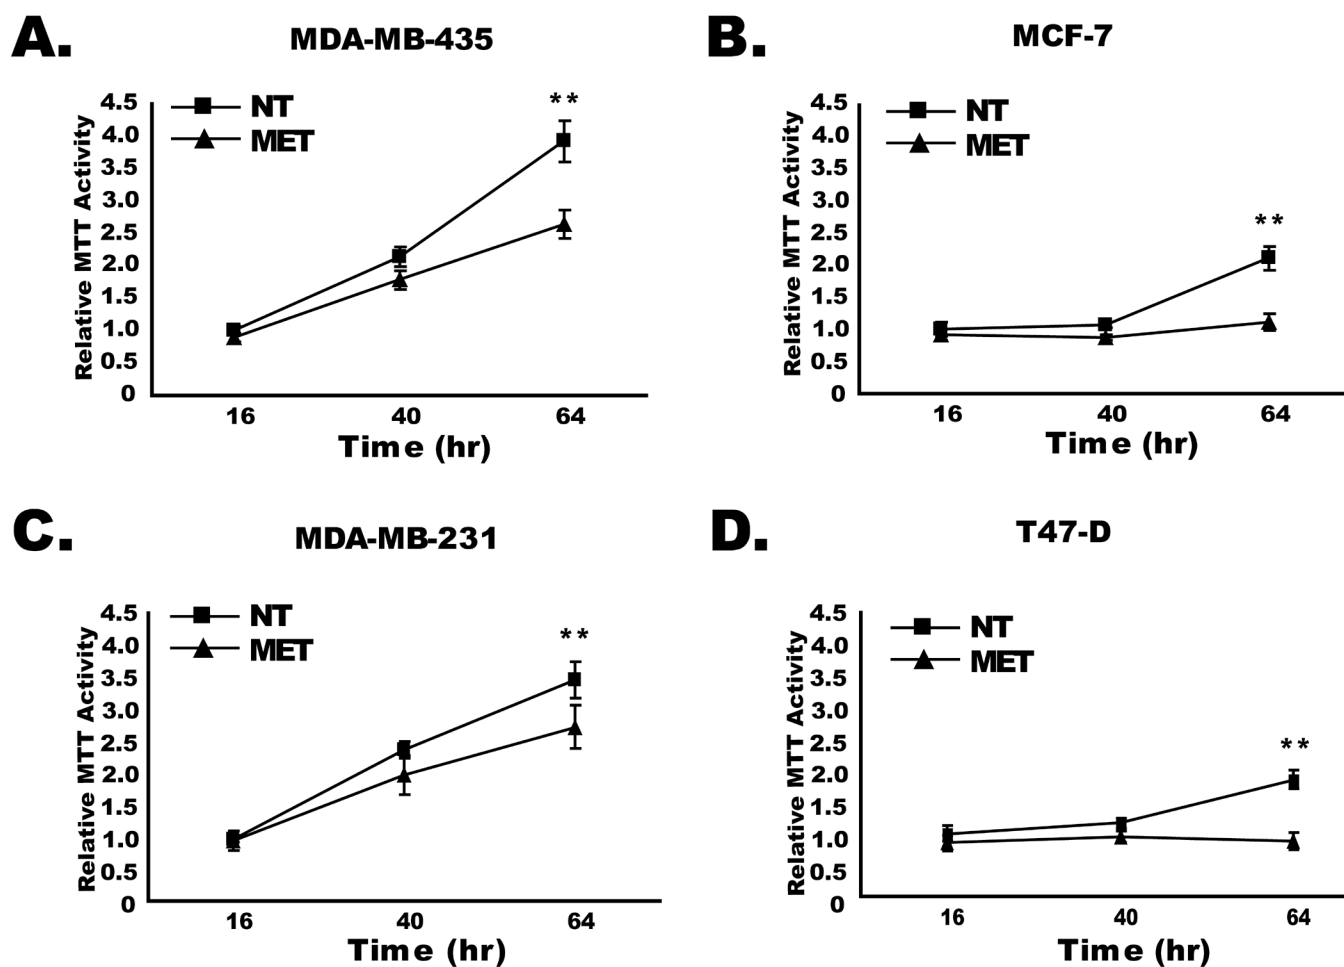 A.
MDA-MB-435
NT
MET
**
Relative MTT Activity
4.5
4.0
3.5
3.0
2.5
2.0
1.5
1.0
0.5
0
16 40 64
Time (hr)
B.
MCF-7
NT
MET
**
Relative MTT Activity
4.5
4.0
3.5
3.0
2.5
2.0
1.5
1.0
0.5
0
16 40 64
Time (hr)
C.
MDA-MB-231
NT
MET
**
Relative MTT Activity
4.5
4.0
3.5
3.0
2.5
2.0
1.5
1.0
0.5
0
16 40 64
Time (hr)
D.
T47-D
NT
MET
**
Relative MTT Activity
4.5
4.0
3.5
3.0
2.5
2.0
1.5
1.0
0.5
0
16 40 64
Time (hr)